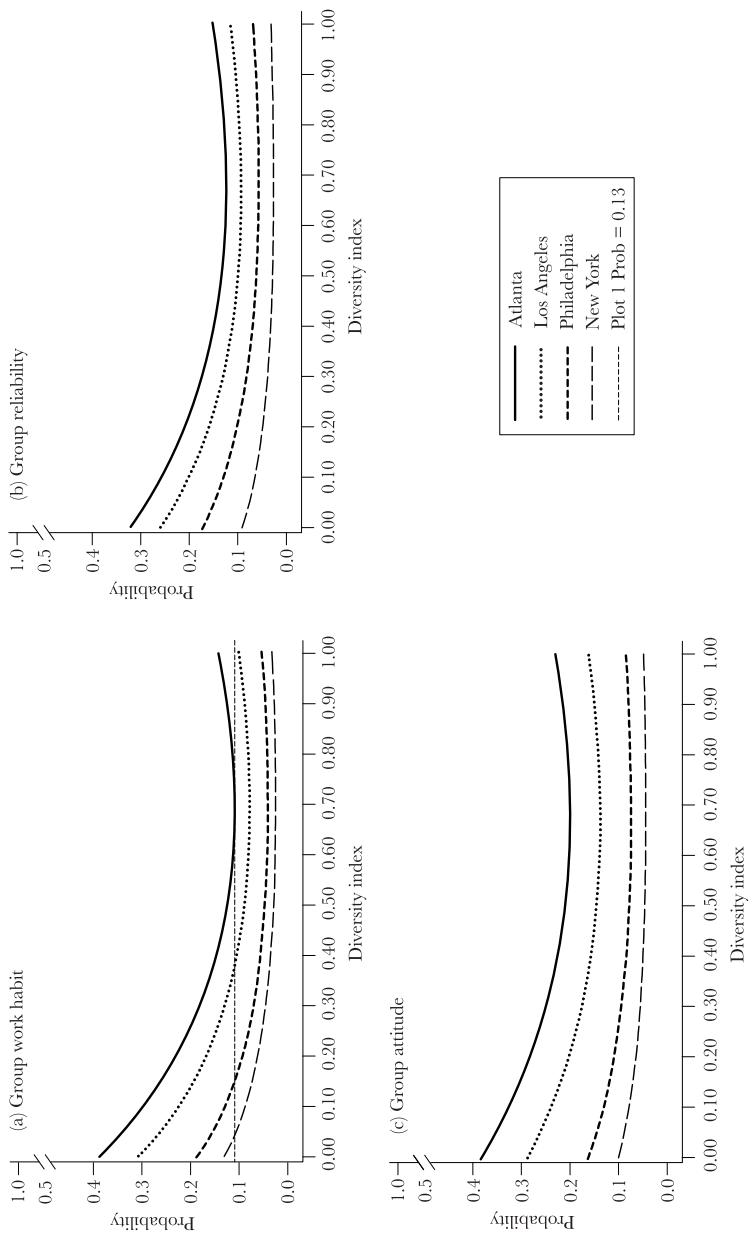 (a) Group work habit
1.0
0.5
0.4
0.3
0.2
0.1
0.0
Probability
0.00 0.10 0.20 0.30 0.40 0.50 0.60 0.70 0.80 0.90 1.00
Diversity index
(b) Group reliability
1.0
0.5
0.4
0.3
0.2
0.1
0.0
Probability
0.00 0.10 0.20 0.30 0.40 0.50 0.60 0.70 0.80 0.90 1.00
Diversity index
(c) Group attitude
1.0
0.5
0.4
0.3
0.2
0.1
0.0
Probability
0.00 0.10 0.20 0.30 0.40 0.50 0.60 0.70 0.80 0.90 1.00
Diversity index
Atlanta
Los Angeles
Philadelphia
New York
Plot 1 Prob = 0.13